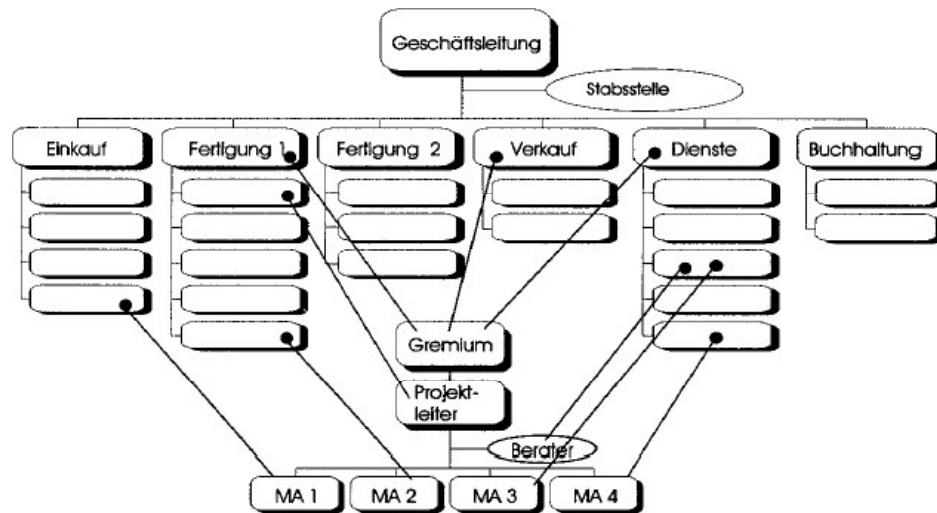 Geschäftsleitung
Stabsstelle
Einkauf
Fertigung 1
Fertigung 2
Verkauf
Dienste
Buchhaltung
Gremium
Projekt-
leiter
Berater
MA 1
MA 2
MA 3
MA 4